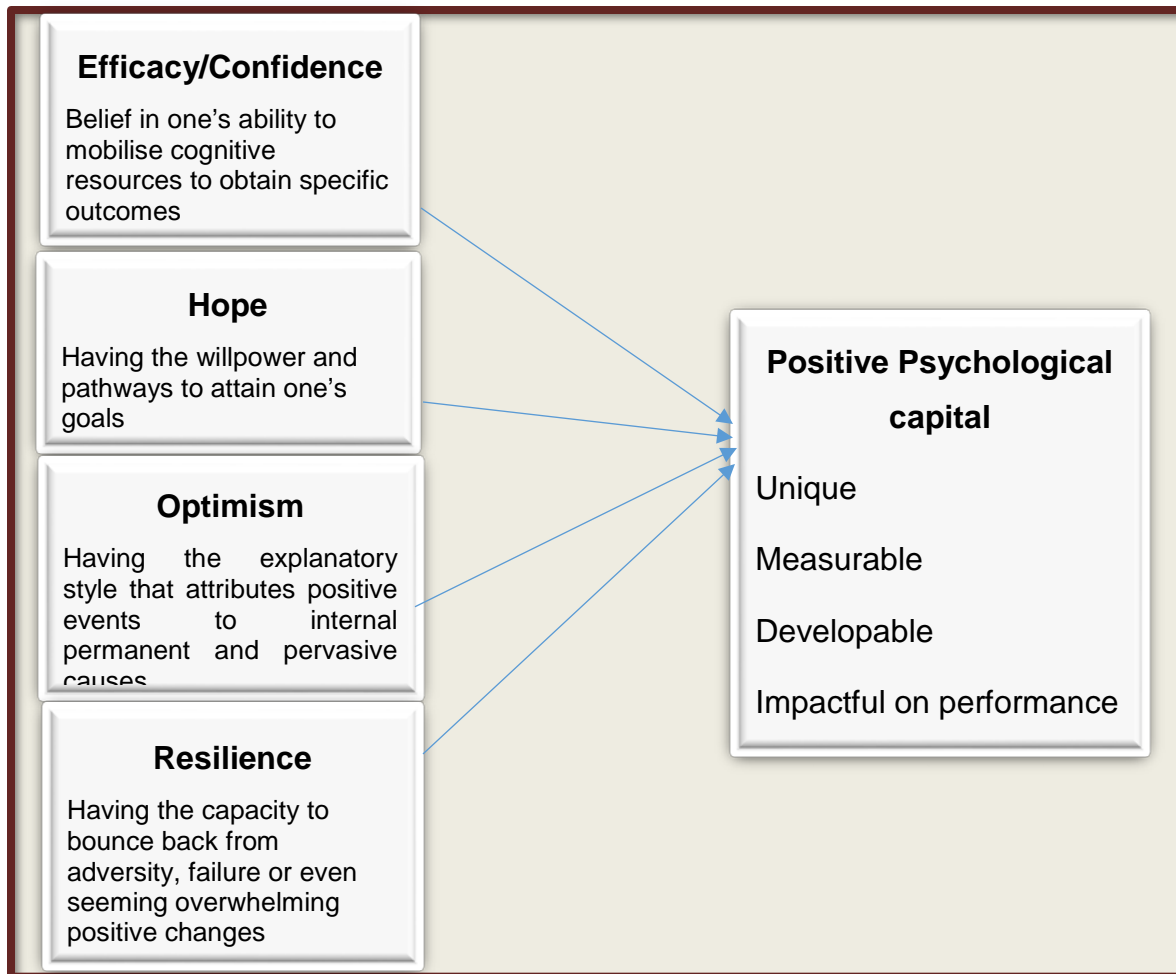 Efficacy/Confidence
Belief in one’s ability to
mobilise cognitive
resources to obtain specific
outcomes
Hope
Having the willpower and
pathways to attain one’s
goals
Optimism
Having the explanatory
style that attributes positive
events to internal
permanent and pervasive
causes
Resilience
Having the capacity to
bounce back from
adversity, failure or even
seeming overwhelming
positive changes
Positive Psychological
capital
Unique
Measurable
Developable
Impactful on performance